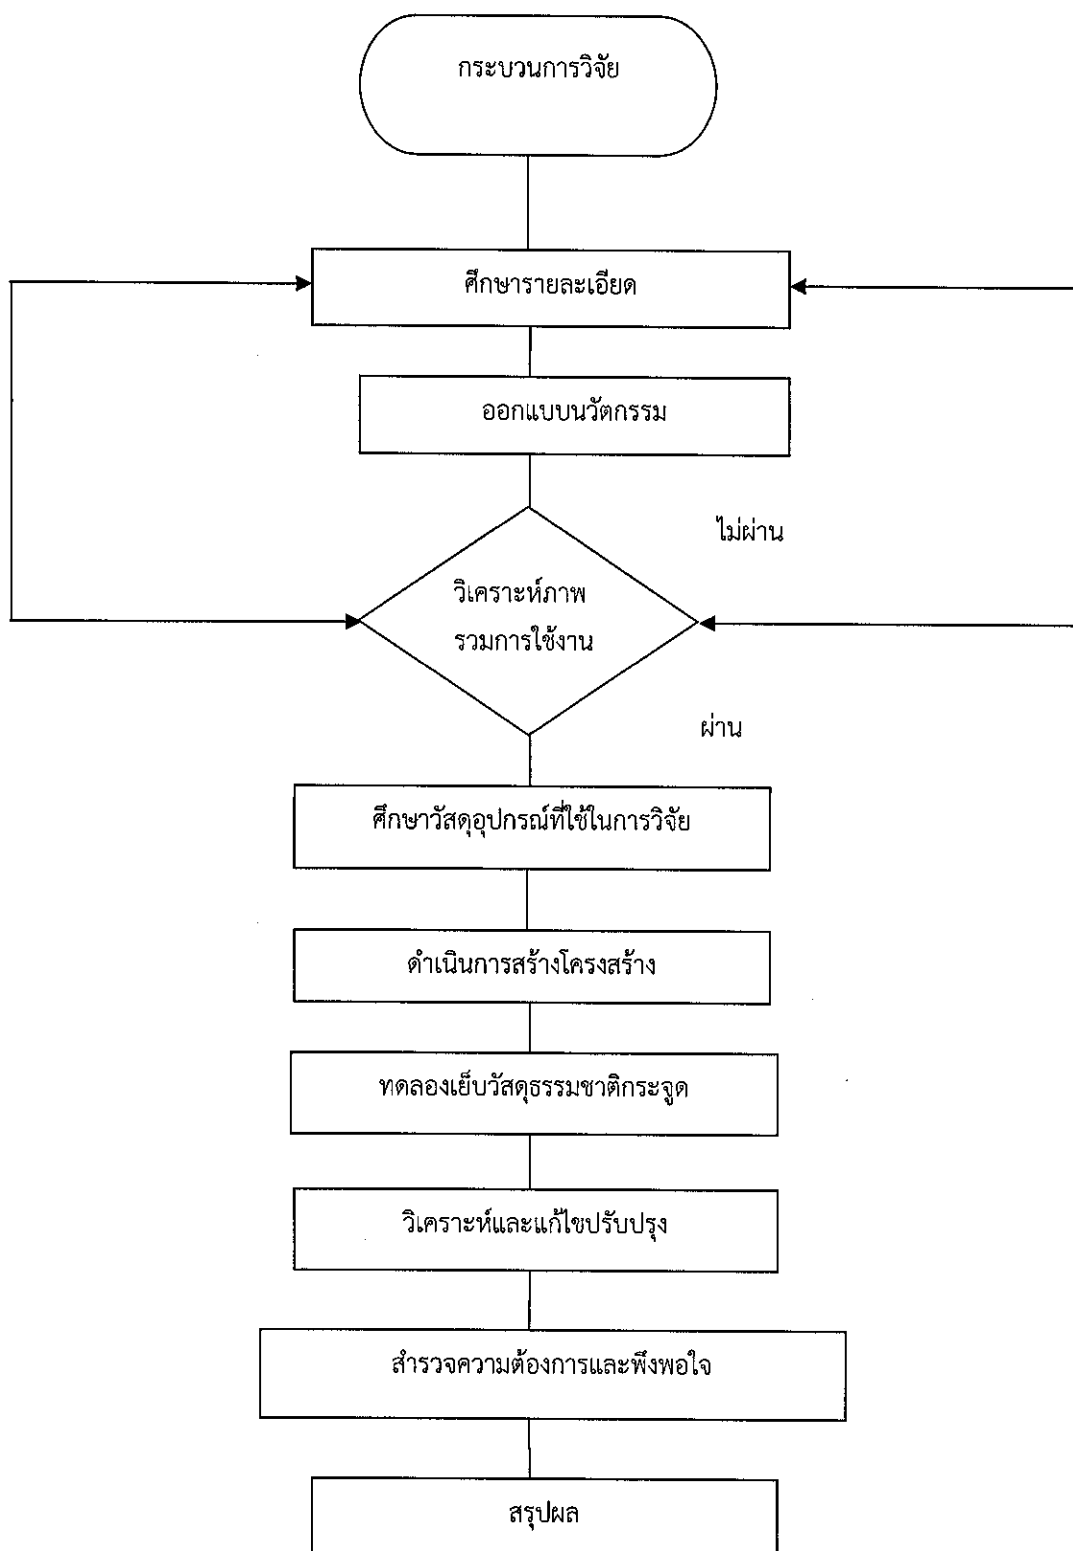 กระบวนการวิจัย
ศึกษารายละเอียด
ออกแบบนวัตกรรม
ไม่ผ่าน
วิเคราะห์ภาพ
รวมการใช้งาน
ผ่าน
ศึกษาวัสดุอุปกรณ์ที่ใช้ในการวิจัย
ดำเนินการสร้างโครงสร้าง
ทดลองเย็บวัสดุธรรมชาติกระจูด
วิเคราะห์และแก้ไขปรับปรุง
สำรวจความต้องการและพึงพอใจ
สรุปผล